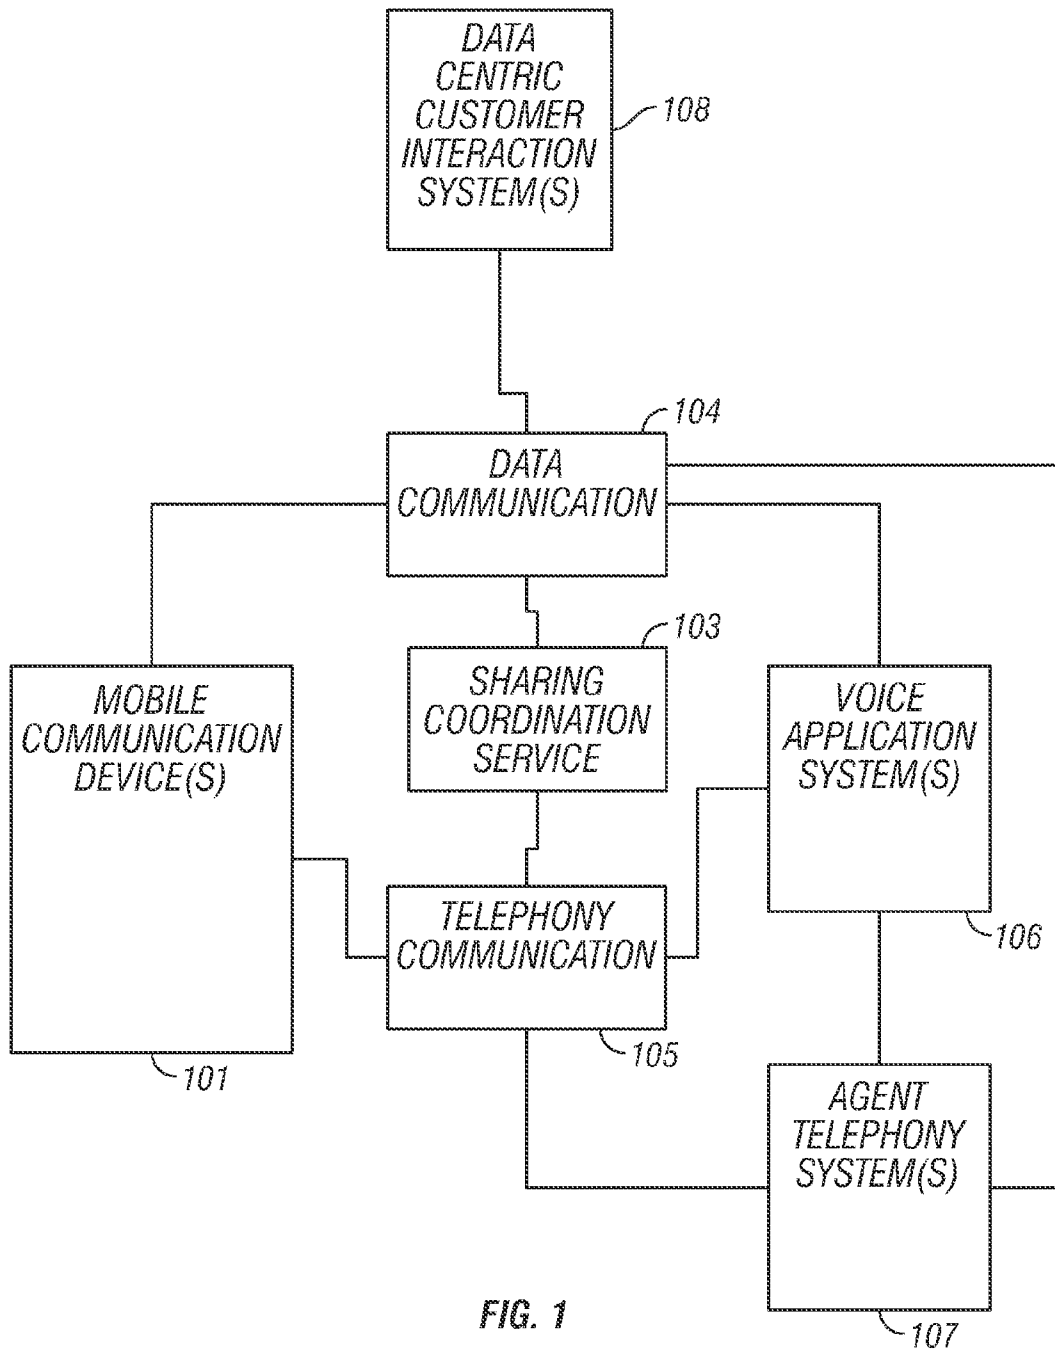 DATA
CENTRIC
CUSTOMER
INTERACTION
SYSTEM(S)
108
104
DATA
COMMUNICATION
103
SHARING
COORDINATION
SERVICE
MOBILE
COMMUNICATION
DEVICE(S)
VOICE
APPLICATION
SYSTEM(S)
TELEPHONY
COMMUNICATION
106
105
101
AGENT
TELEPHONY
SYSTEM(S)
FIG. 1
107